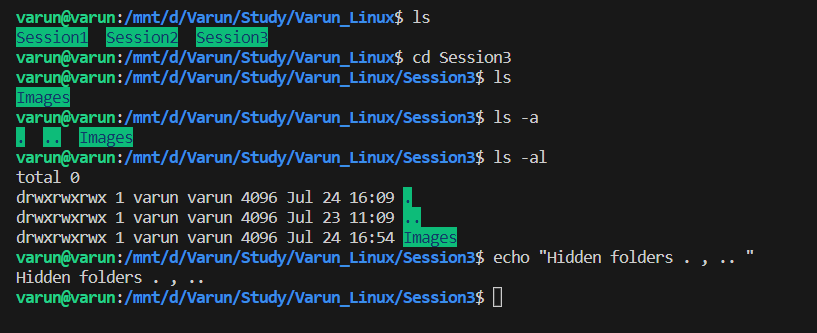 varun@varun:/mnt/d/Varun/Study/Varun_Linux$ ls
Session1  Session2  Session3
varun@varun:/mnt/d/Varun/Study/Varun_Linux$ cd Session3
varun@varun:/mnt/d/Varun/Study/Varun_Linux/Session3$ ls
Images
varun@varun:/mnt/d/Varun/Study/Varun_Linux/Session3$ ls -a
.  ..  Images
varun@varun:/mnt/d/Varun/Study/Varun_Linux/Session3$ ls -al
total 0
drwxrwxrwx 1 varun varun 4096 Jul 24 16:09 .
drwxrwxrwx 1 varun varun 4096 Jul 23 11:09 ..
drwxrwxrwx 1 varun varun 4096 Jul 24 16:54 Images
varun@varun:/mnt/d/Varun/Study/Varun_Linux/Session3$ echo "Hidden folders . , .. "
Hidden folders . , ..
varun@varun:/mnt/d/Varun/Study/Varun_Linux/Session3$